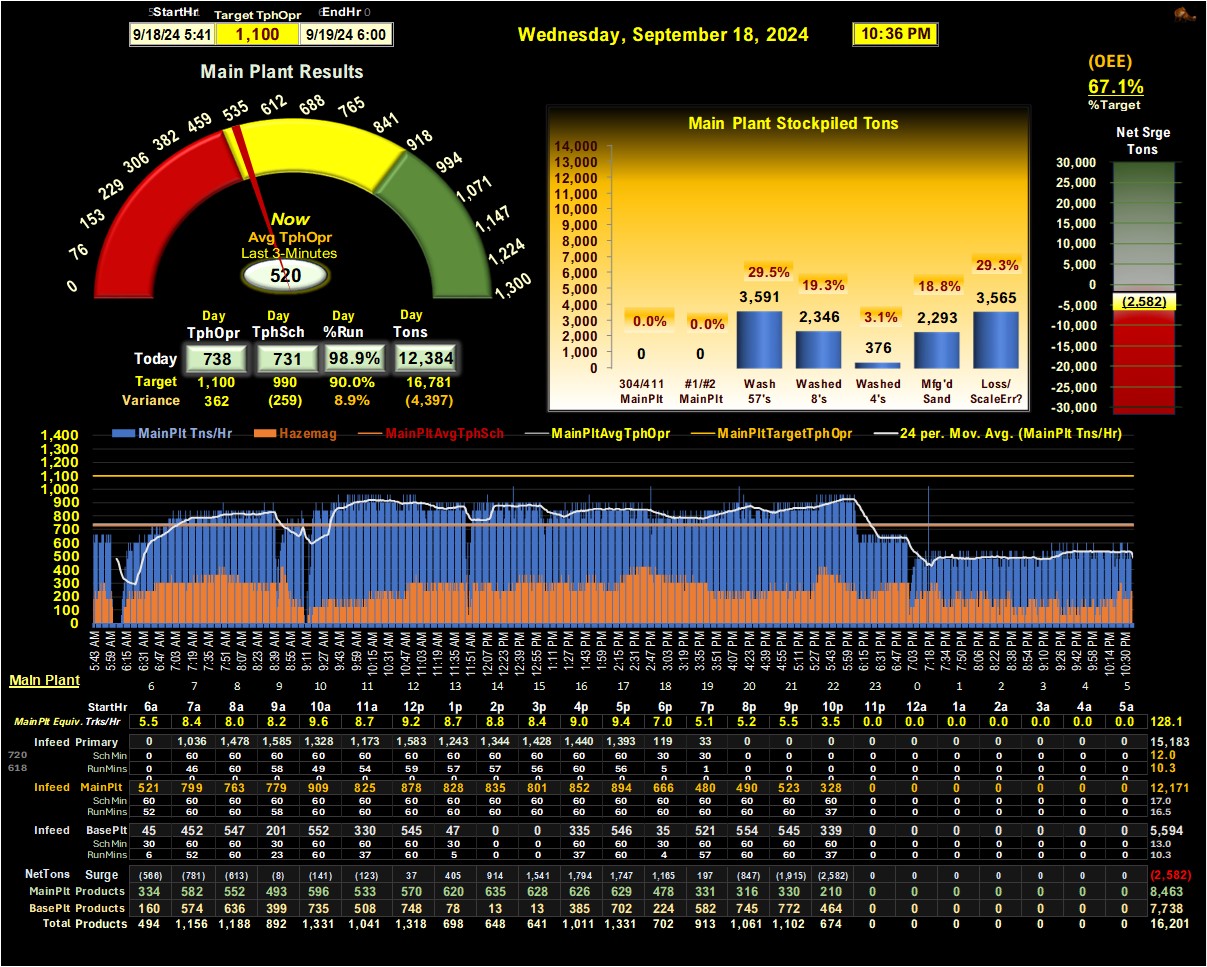 StartHr Target TphOpr EndHr 0
9/18/24 5:41 1,100 9/19/24 6:00
Wednesday, September 18, 2024 10:36 PM
(OEE)
67.1%
%Target
Main Plant Results
0 76 153 229 306 382 459 535 612 688 765 841 918 994 1,071 1,147 1,224 1,300
Now
Avg TphOpr
Last 3-Minutes
520
Day Day Day Day
TphOpr TphSch %Run Tons
Today 738 731 98.9% 12,384
Target 1,100 990 90.0% 16,781
Variance 362 (259) 8.9% (4,397)
Main Plant Stockpiled Tons
14,000
13,000
12,000
11,000
10,000
9,000
8,000
7,000
6,000
5,000
4,000
3,000
2,000
1,000
0
0.0% 0.0% 29.5% 19.3% 3.1% 18.8% 29.3%
0 0 3,591 2,346 376 2,293 3,565
304/411 #1/#2 Wash Washed Washed Mfg'd Loss/
MainPlt MainPlt 57's 8's 4's Sand ScaleErr?
Net Srge
Tons
30,000
25,000
20,000
15,000
10,000
5,000
0
-5,000
-10,000
-15,000
-20,000
-25,000
-30,000
(2,582)
MainPlt Tns/Hr Hazemag MainPltAvgTphSch MainPltAvgTphOpr MainPltTargetTphOpr 24 per. Mov. Avg. (MainPlt Tns/Hr)
1,400
1,300
1,200
1,100
1,000
900
800
700
600
500
400
300
200
100
0
5:43 AM 5:59 AM 6:15 AM 6:31 AM 6:47 AM 7:03 AM 7:19 AM 7:35 AM 7:51 AM 8:07 AM 8:23 AM 8:39 AM 8:55 AM 9:11 AM 9:27 AM 9:43 AM 9:59 AM 10:15 AM 10:31 AM 10:47 AM 11:03 AM 11:19 AM 11:35 AM 11:51 AM 12:07 PM 12:23 PM 12:39 PM 12:55 PM 1:11 PM 1:27 PM 1:43 PM 1:59 PM 2:15 PM 2:31 PM 2:47 PM 3:03 PM 3:19 PM 3:35 PM 3:51 PM 4:07 PM 4:23 PM 4:39 PM 4:55 PM 5:11 PM 5:27 PM 5:43 PM 5:59 PM 6:15 PM 6:31 PM 6:47 PM 7:02 PM 7:18 PM 7:34 PM 7:50 PM 8:06 PM 8:22 PM 8:38 PM 8:54 PM 9:10 PM 9:26 PM 9:42 PM 9:58 PM 10:14 PM 10:30 PM
Main Plant 6 7 8 9 10 11 12 13 14 15 16 17 18 19 20 21 22 23 0 1 2 3 4 5
StartHr 6a 7a 8a 9a 10a 11a 12p 1p 2p 3p 4p 5p 6p 7p 8p 9p 10p 11p 12a 1a 2a 3a 4a 5a
MainPlt Equiv. Trks/Hr 5.5 8.4 8.0 8.2 9.6 8.7 9.2 8.7 8.8 8.4 9.0 9.4 7.0 5.1 5.2 5.5 3.5 0.0 0.0 0.0 0.0 0.0 0.0 0.0 128.1
Infeed Primary 0 1,036 1,478 1,585 1,328 1,173 1,583 1,243 1,344 1,428 1,440 1,393 119 33 0 0 0 0 0 0 0 0 0 0 15,183
720 SchMin 0 60 60 60 60 60 60 60 60 60 60 60 30 30 0 0 0 0 0 0 0 0 0 0 12.0
618 RunMins 0 46 60 58 49 54 59 57 57 56 60 56 5 1 0 0 0 0 0 0 0 0 0 0 10.3
Infeed MainPlt 521 799 763 779 909 825 878 828 835 801 852 894 666 480 490 523 328 0 0 0 0 0 0 0 12,171
SchMin 60 60 60 60 60 60 60 60 60 60 60 60 60 60 60 60 60 0 0 0 0 0 0 0 17.0
RunMins 52 60 60 58 60 60 60 60 60 60 60 60 60 60 60 60 37 0 0 0 0 0 0 0 16.5
Infeed BasePlt 45 452 547 201 552 330 545 47 0 0 335 546 35 521 554 545 339 0 0 0 0 0 0 0 5,594
SchMin 30 60 60 30 60 60 60 30 0 0 60 60 30 60 60 60 60 0 0 0 0 0 0 0 13.0
RunMins 6 52 60 23 60 37 60 5 0 0 37 60 4 57 60 60 37 0 0 0 0 0 0 0 10.3
NetTons Surge (566) (781) (613) (8) (141) (123) 37 405 914 1,541 1,794 1,747 1,165 197 (847) (1,915) (2,582) 0 0 0 0 0 0 0 (2,582)
MainPlt Products 334 582 552 493 596 533 570 620 635 628 626 629 478 331 316 330 210 0 0 0 0 0 0 0 8,463
BasePlt Products 160 574 636 399 735 508 748 78 13 13 385 702 224 582 745 772 464 0 0 0 0 0 0 0 7,738
Total Products 494 1,156 1,188 892 1,331 1,041 1,318 698 648 641 1,011 1,331 702 913 1,061 1,102 674 0 0 0 0 0 0 0 16,201